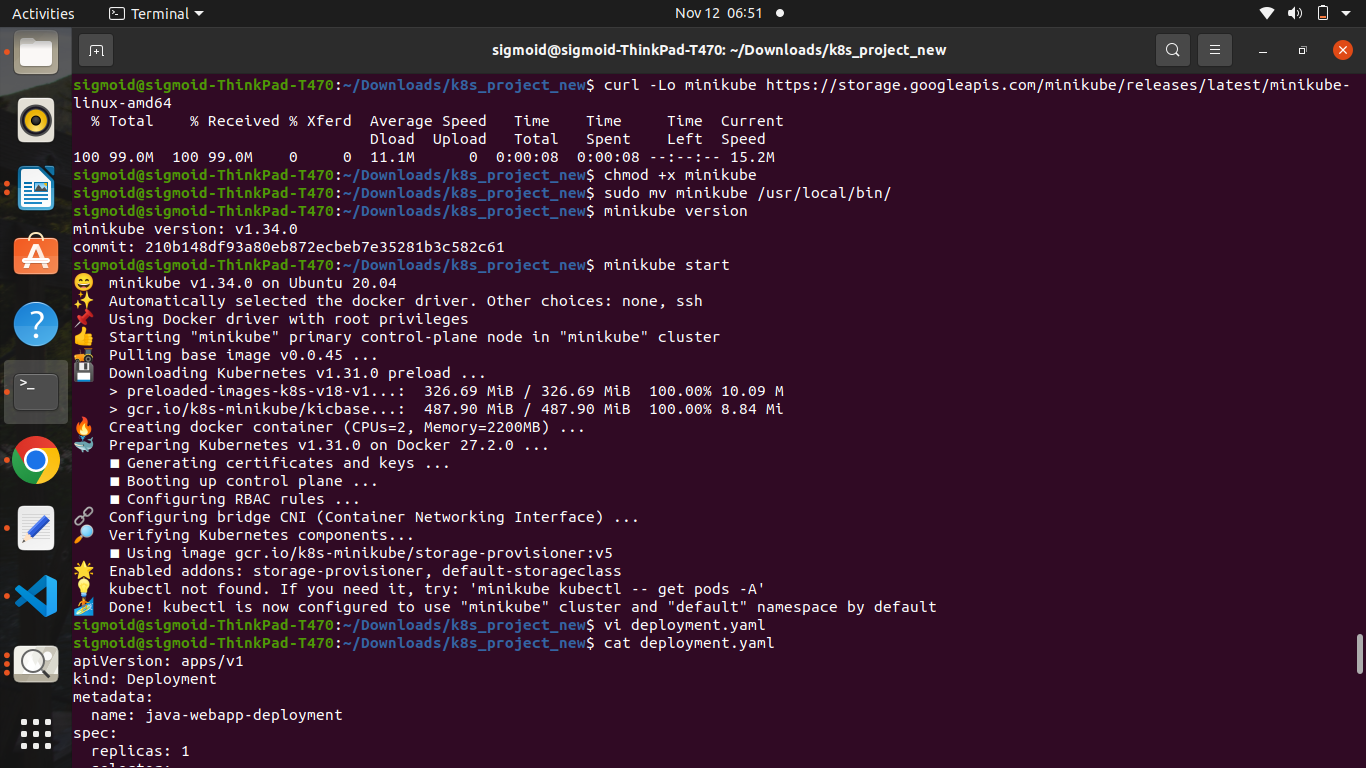 Activities
Terminal
Nov 12 06:51
sigmoid@sigmoid-ThinkPad-T470: ~/Downloads/k8s_project_new
sigmoid@sigmoid-ThinkPad-T470:~/Downloads/k8s_project_new$ curl -Lo minikube https://storage.googleapis.com/minikube/releases/latest/minikube-
linux-amd64
  % Total    % Received % Xferd  Average Speed   Time    Time     Time  Current
                                 Dload  Upload   Total   Spent    Left  Speed
100 99.0M  100 99.0M    0     0  11.1M      0  0:00:08  0:00:08 --:--:-- 15.2M
sigmoid@sigmoid-ThinkPad-T470:~/Downloads/k8s_project_new$ chmod +x minikube
sigmoid@sigmoid-ThinkPad-T470:~/Downloads/k8s_project_new$ sudo mv minikube /usr/local/bin/
sigmoid@sigmoid-ThinkPad-T470:~/Downloads/k8s_project_new$ minikube version
minikube version: v1.34.0
commit: 210b148df93a80eb872ecbeb7e35281b3c582c61
sigmoid@sigmoid-ThinkPad-T470:~/Downloads/k8s_project_new$ minikube start
😄  minikube v1.34.0 on Ubuntu 20.04
✨  Automatically selected the docker driver. Other choices: none, ssh
📌  Using Docker driver with root privileges
👍  Starting "minikube" primary control-plane node in "minikube" cluster
🚜  Pulling base image v0.0.45 ...
💾  Downloading Kubernetes v1.31.0 preload ...
    > preloaded-images-k8s-v18-v1...:  326.69 MiB / 326.69 MiB  100.00% 10.09 M
    > gcr.io/k8s-minikube/kicbase...:  487.90 MiB / 487.90 MiB  100.00% 8.84 Mi
🔥  Creating docker container (CPUs=2, Memory=2200MB) ...
🐳  Preparing Kubernetes v1.31.0 on Docker 27.2.0 ...
    ■ Generating certificates and keys ...
    ■ Booting up control plane ...
    ■ Configuring RBAC rules ...
🔗  Configuring bridge CNI (Container Networking Interface) ...
🔎  Verifying Kubernetes components...
    ■ Using image gcr.io/k8s-minikube/storage-provisioner:v5
🌟  Enabled addons: storage-provisioner, default-storageclass
💡  kubectl not found. If you need it, try: 'minikube kubectl -- get pods -A'
🏄  Done! kubectl is now configured to use "minikube" cluster and "default" namespace by default
sigmoid@sigmoid-ThinkPad-T470:~/Downloads/k8s_project_new$ vi deployment.yaml
sigmoid@sigmoid-ThinkPad-T470:~/Downloads/k8s_project_new$ cat deployment.yaml
apiVersion: apps/v1
kind: Deployment
metadata:
  name: java-webapp-deployment
spec:
  replicas: 1